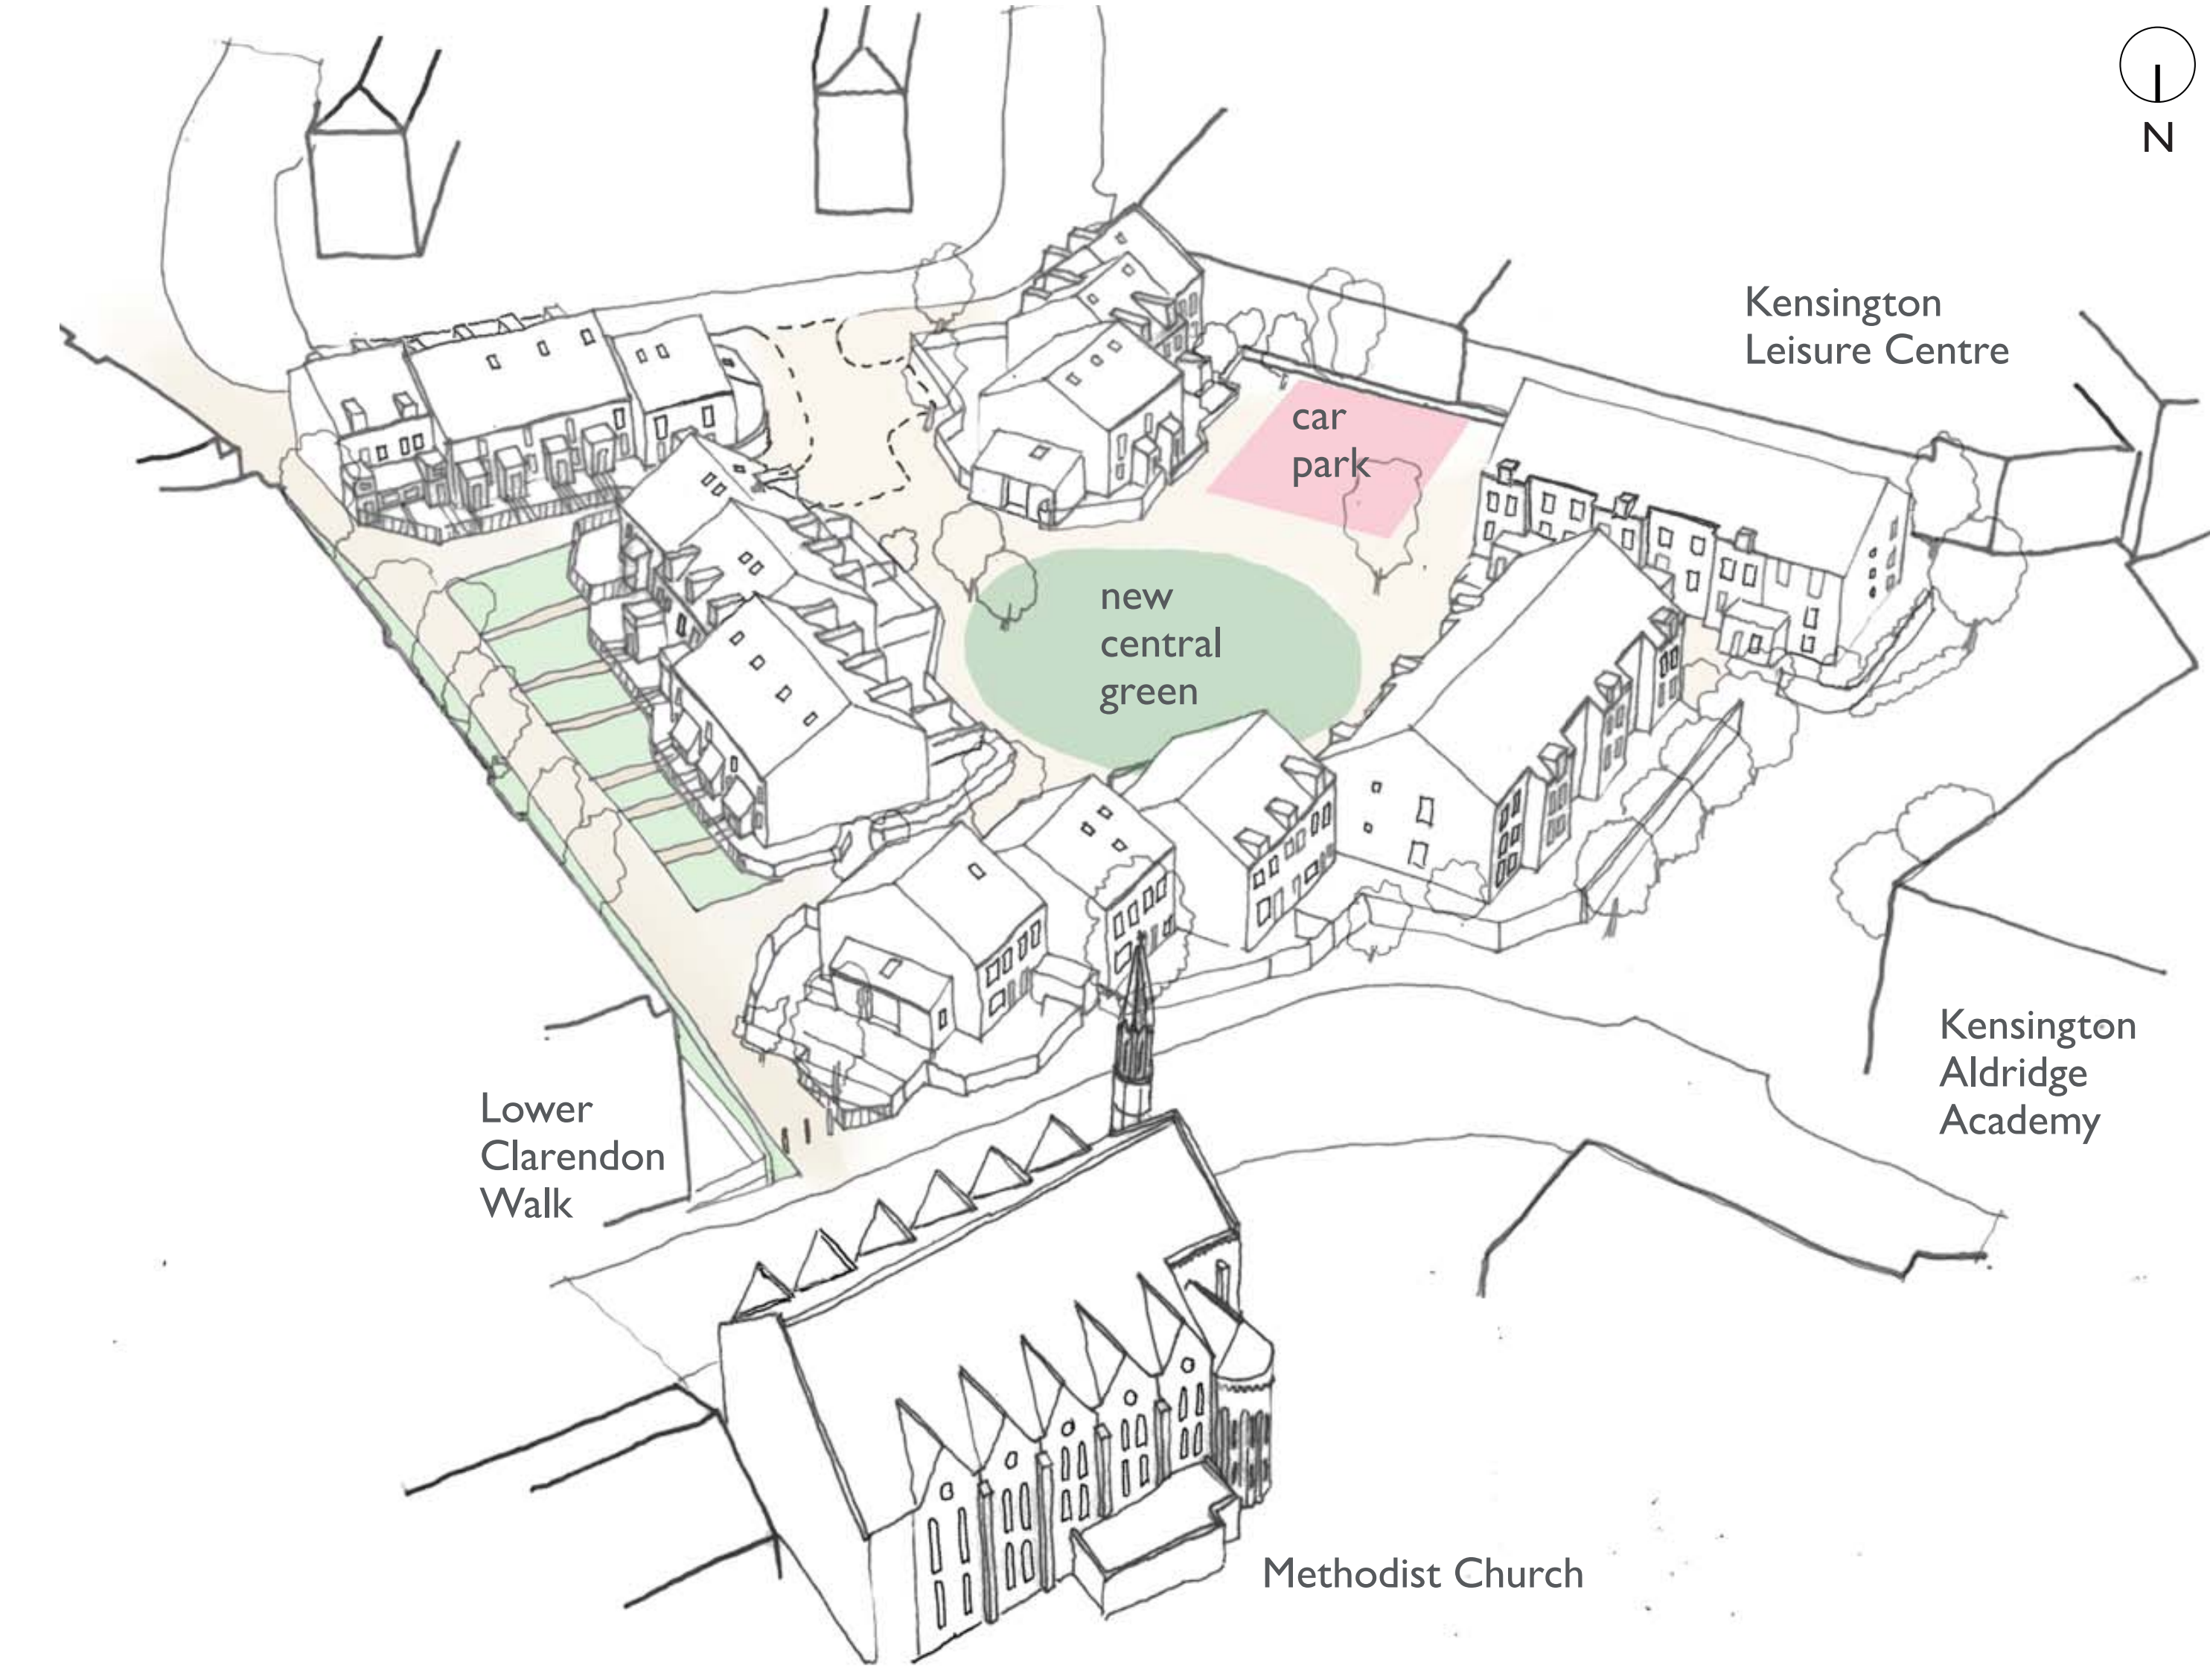 N
Kensington
Leisure Centre
car
park
new
central
green
Kensington
Aldridge
Academy
Lower
Clarendon
Walk
Methodist Church